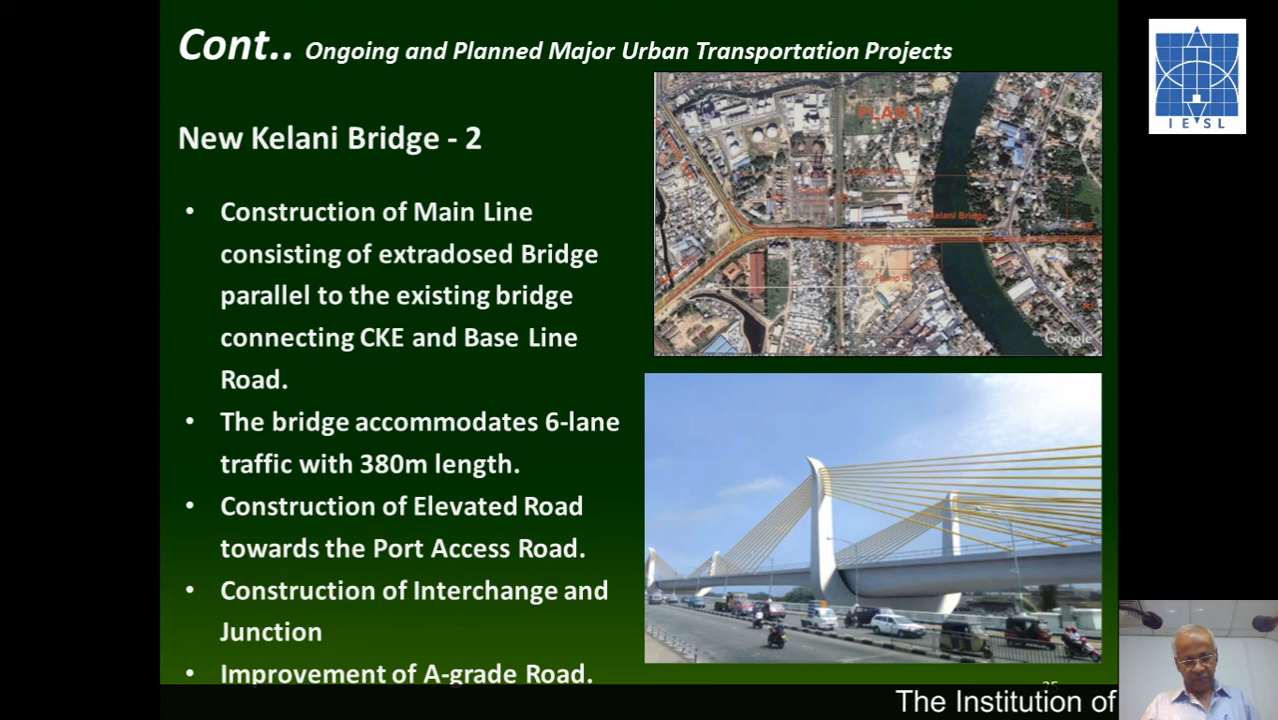 Cont.. Ongoing and Planned Major Urban Transportation Projects
IESL
PLAN 1
New Kelani Bridge - 2
• Construction of Main Line
consisting of extradosed Bridge
parallel to the existing bridge
connecting CKE and Base Line
Road.
• The bridge accommodates 6-lane
traffic with 380m length.
• Construction of Elevated Road
towards the Port Access Road.
• Construction of Interchange and
Junction
• Improvement of A-grade Road.
New Kelani Bridge
Google
The Institution of